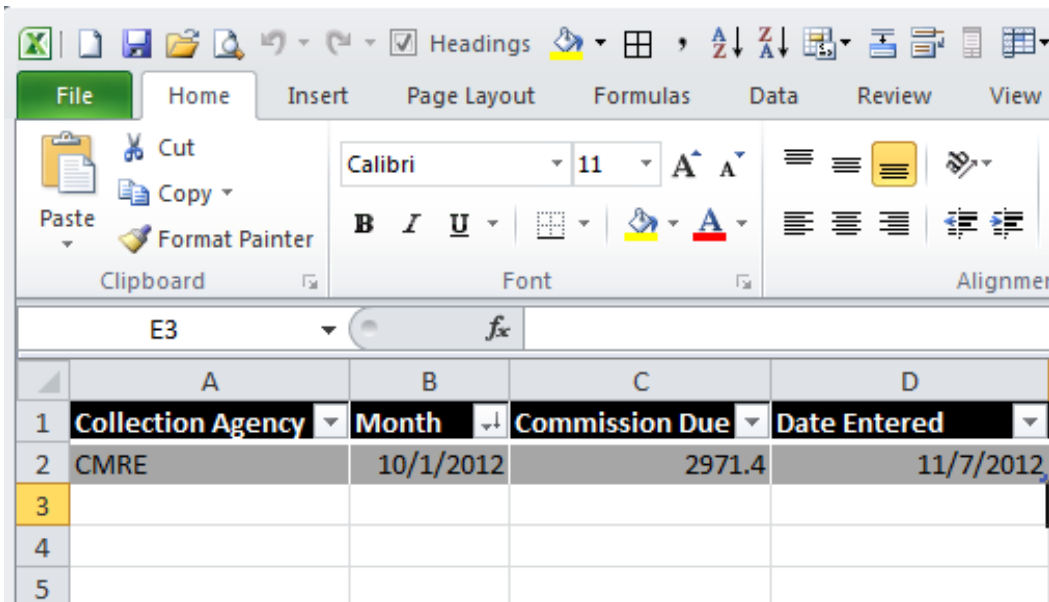 Headings
File Home Insert Page Layout Formulas Data Review View
Cut
Copy
Paste
Format Painter
Calibri 11 A A
B I U A
Clipboard Font Alignmen
E3 fx
A B C D
1 Collection Agency Month Commission Due Date Entered
2 CMRE 10/1/2012 2971.4 11/7/2012
3
4
5